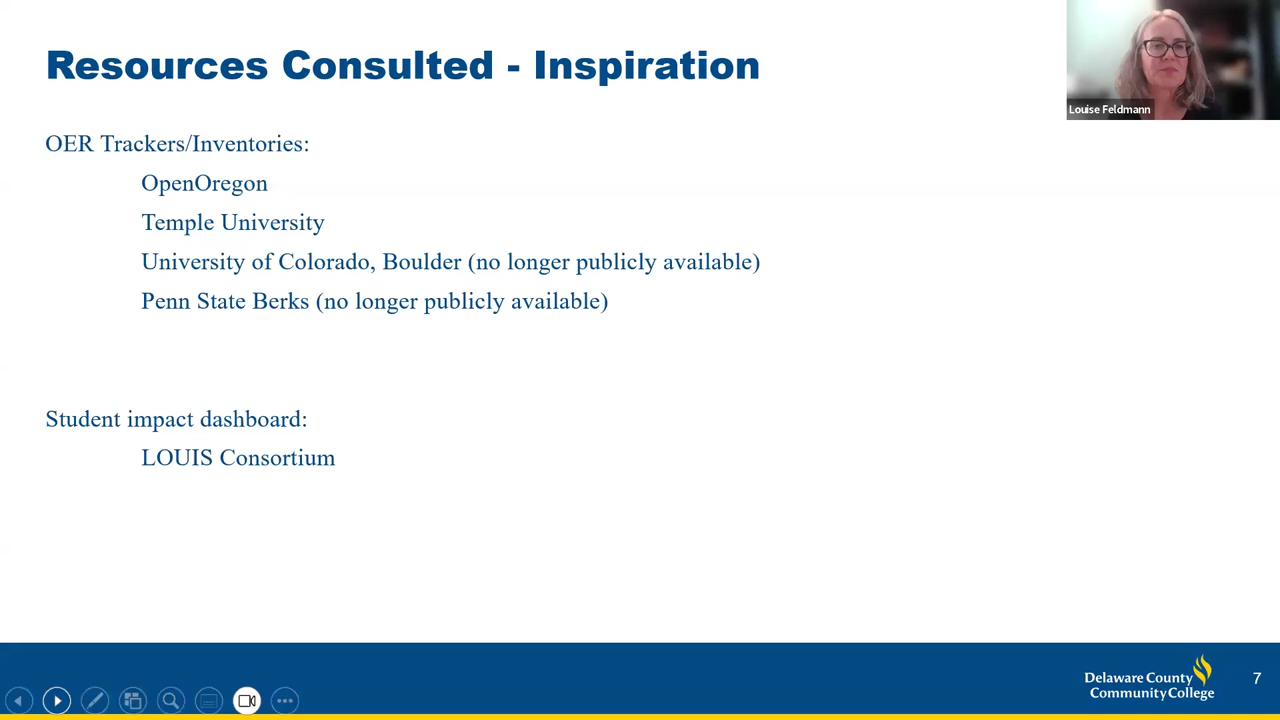 Resources Consulted - Inspiration
Louise Feldmann
OER Trackers/Inventories:
OpenOregon
Temple University
University of Colorado, Boulder (no longer publicly available)
Penn State Berks (no longer publicly available)
Student impact dashboard:
LOUIS Consortium
Delaware County
Community College
7